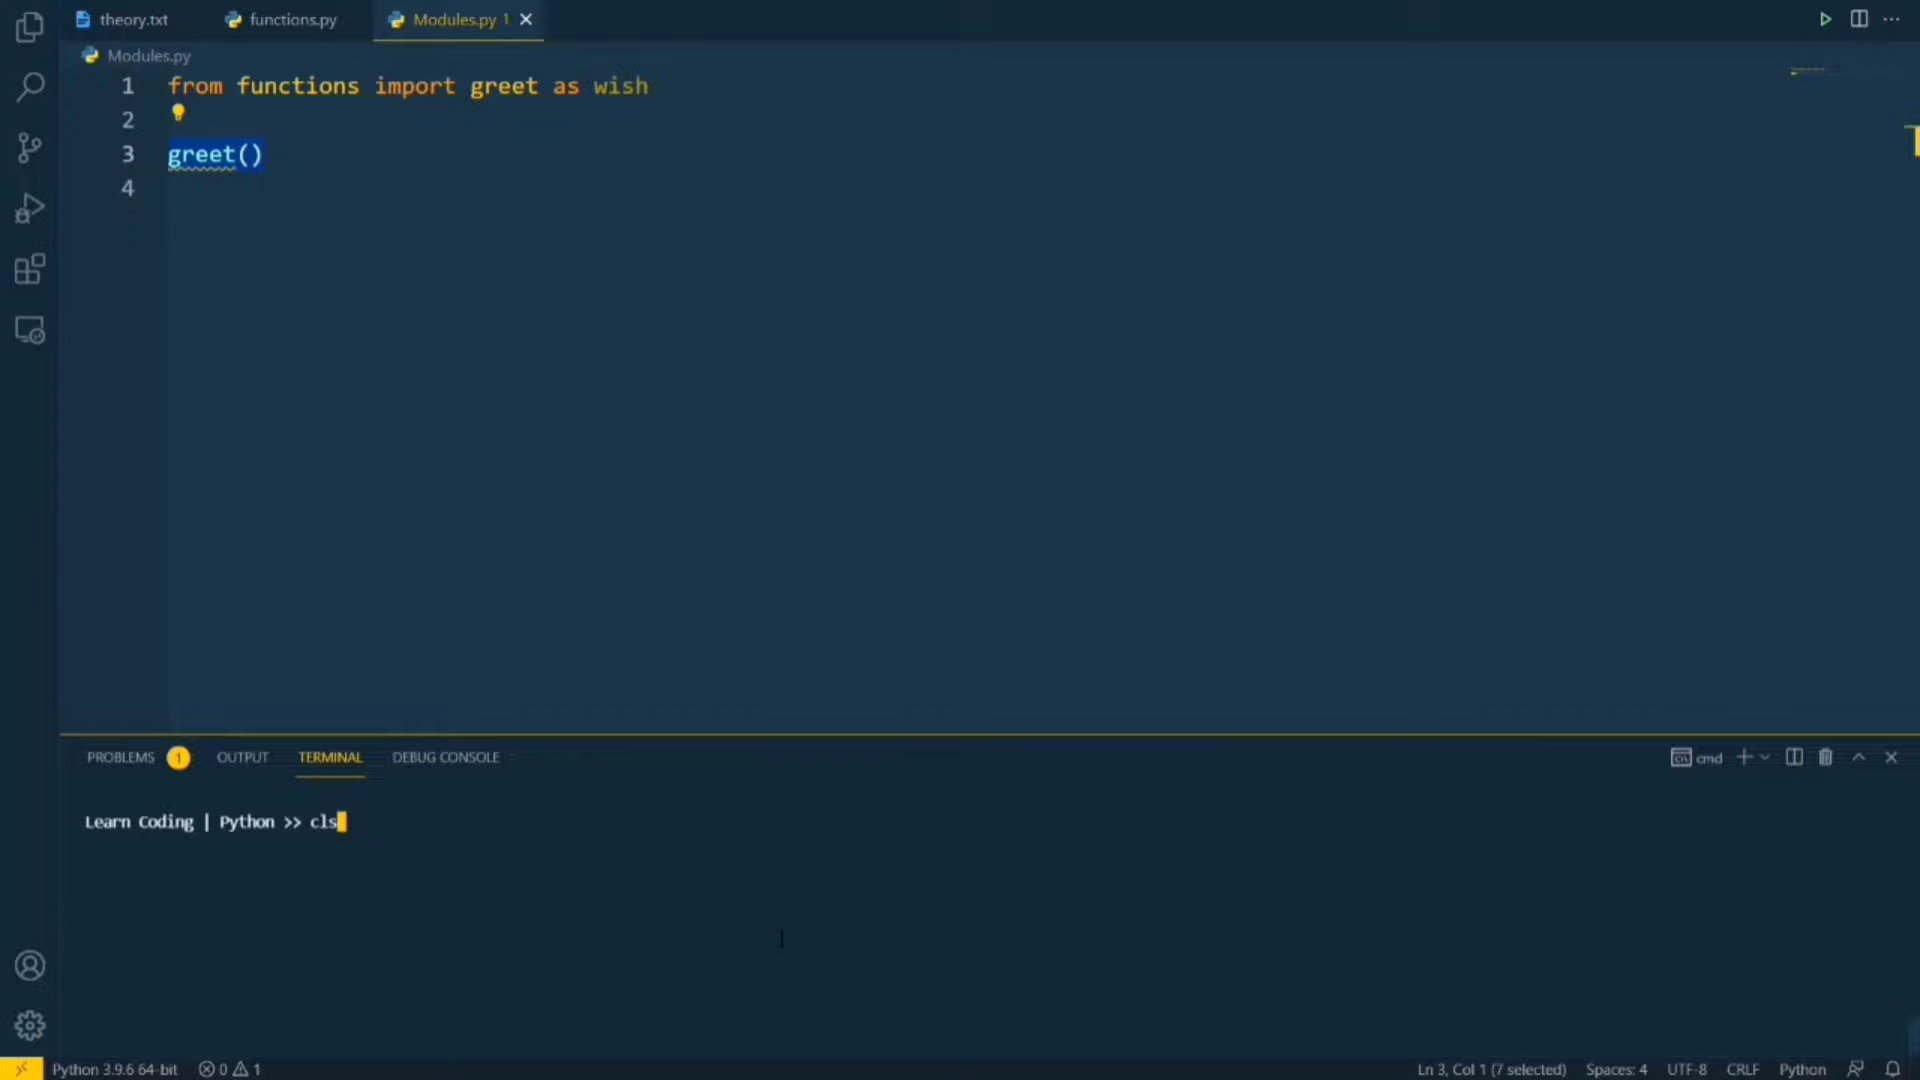 theory.txt functions.py Modules.py 1
Modules.py
1 from functions import greet as wish
2
3 greet()
4
PROBLEMS 1 OUTPUT TERMINAL DEBUG CONSOLE cmd
Learn Coding | Python >> cls
Python 3.9.6 64-bit 0 1 Ln 3, Col 1 (7 selected) Spaces: 4 UTF-8 CRLF Python